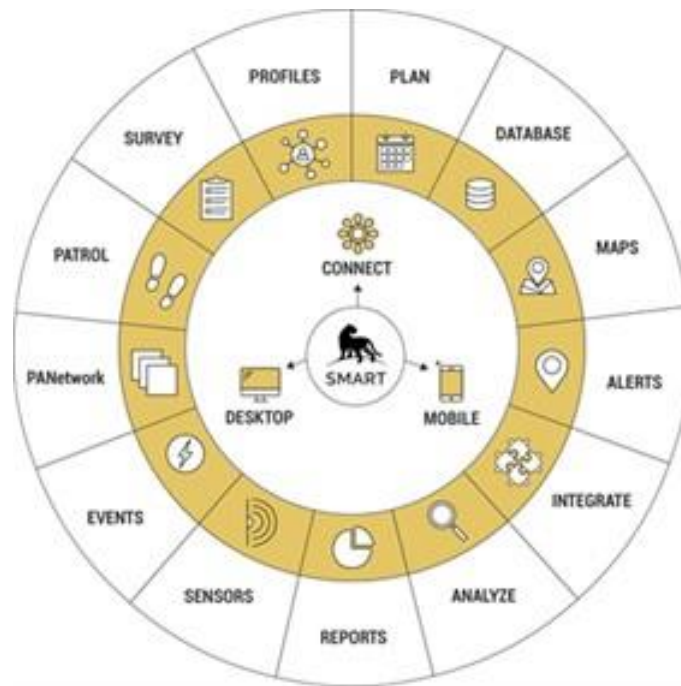 PROFILES
PLAN
DATABASE
MAPS
ALERTS
INTEGRATE
ANALYZE
REPORTS
SENSORS
EVENTS
PANetwork
PATROL
SURVEY
CONNECT
SMART
DESKTOP
MOBILE